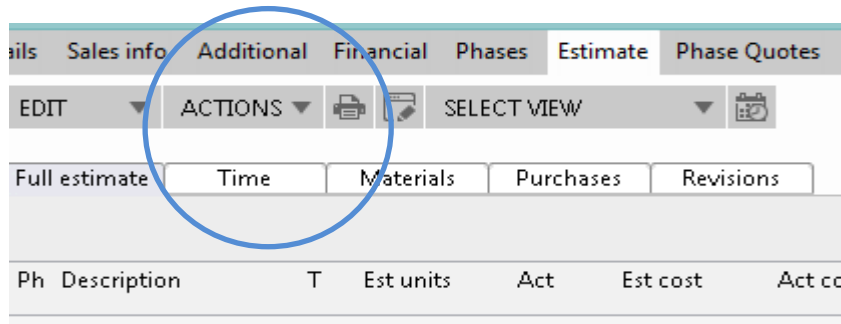 ails Sales info Additional Financial Phases Estimate Phase Quotes
EDIT ACTIONS SELECT VIEW
Full estimate Time Materials Purchases Revisions
Ph Description T Est units Act Est cost Act co